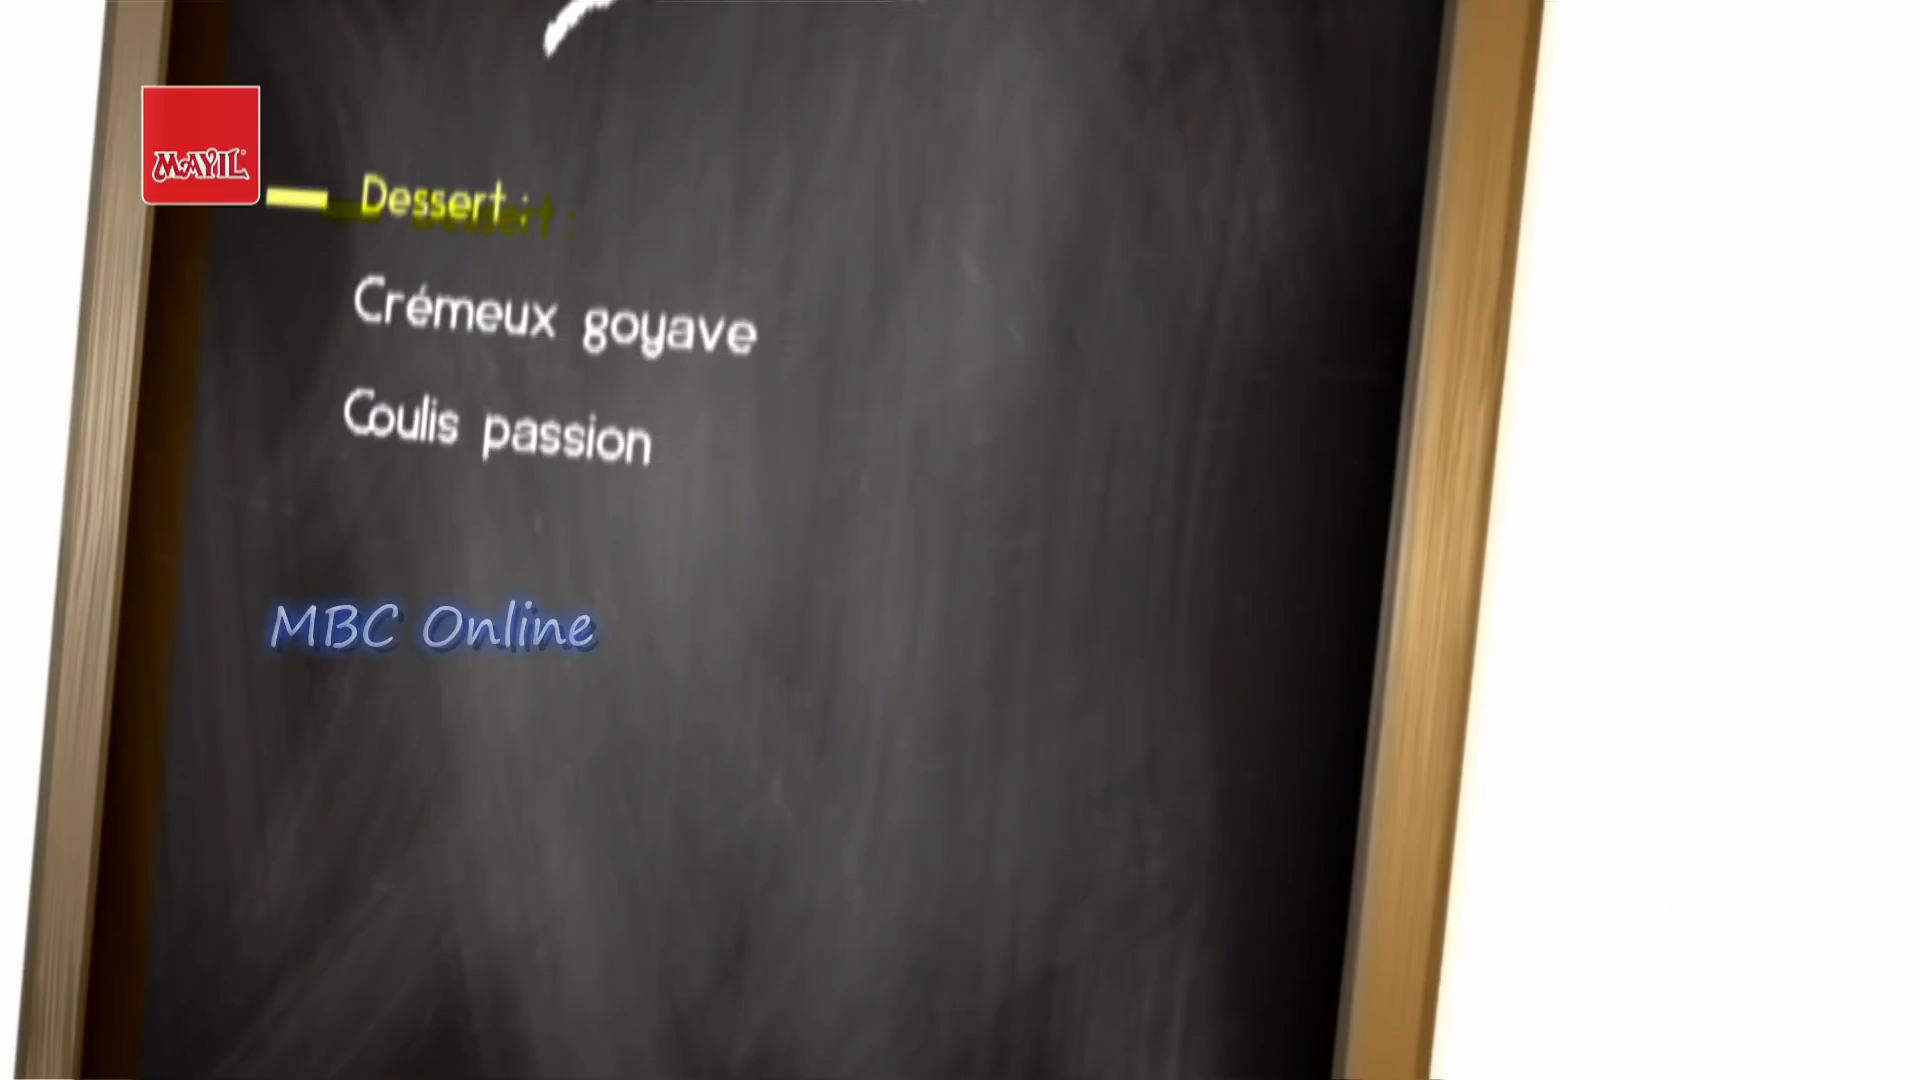 MAYIL
Dessert :
Crémeux goyave
Coulis passion
MBC Online